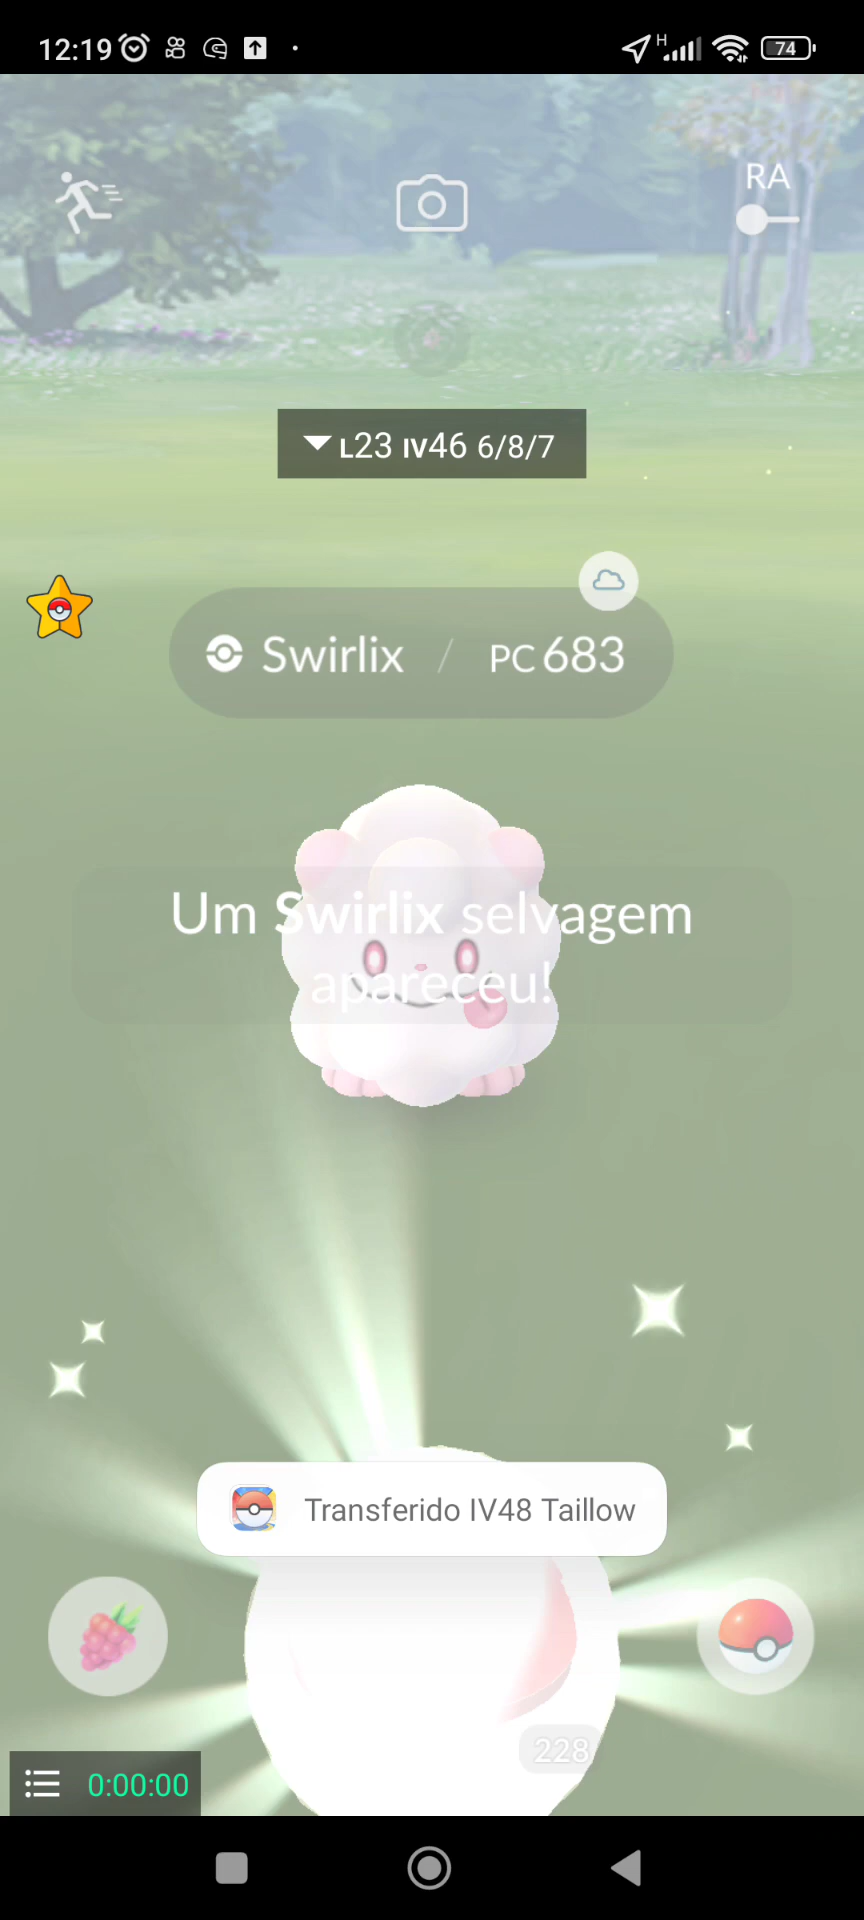 12:19
H
74
RA
L23 IV46 6/8/7
Swirlix / PC 683
Um Swirlix selvagem
apareceu!
Transferido IV48 Taillow
228
0:00:00